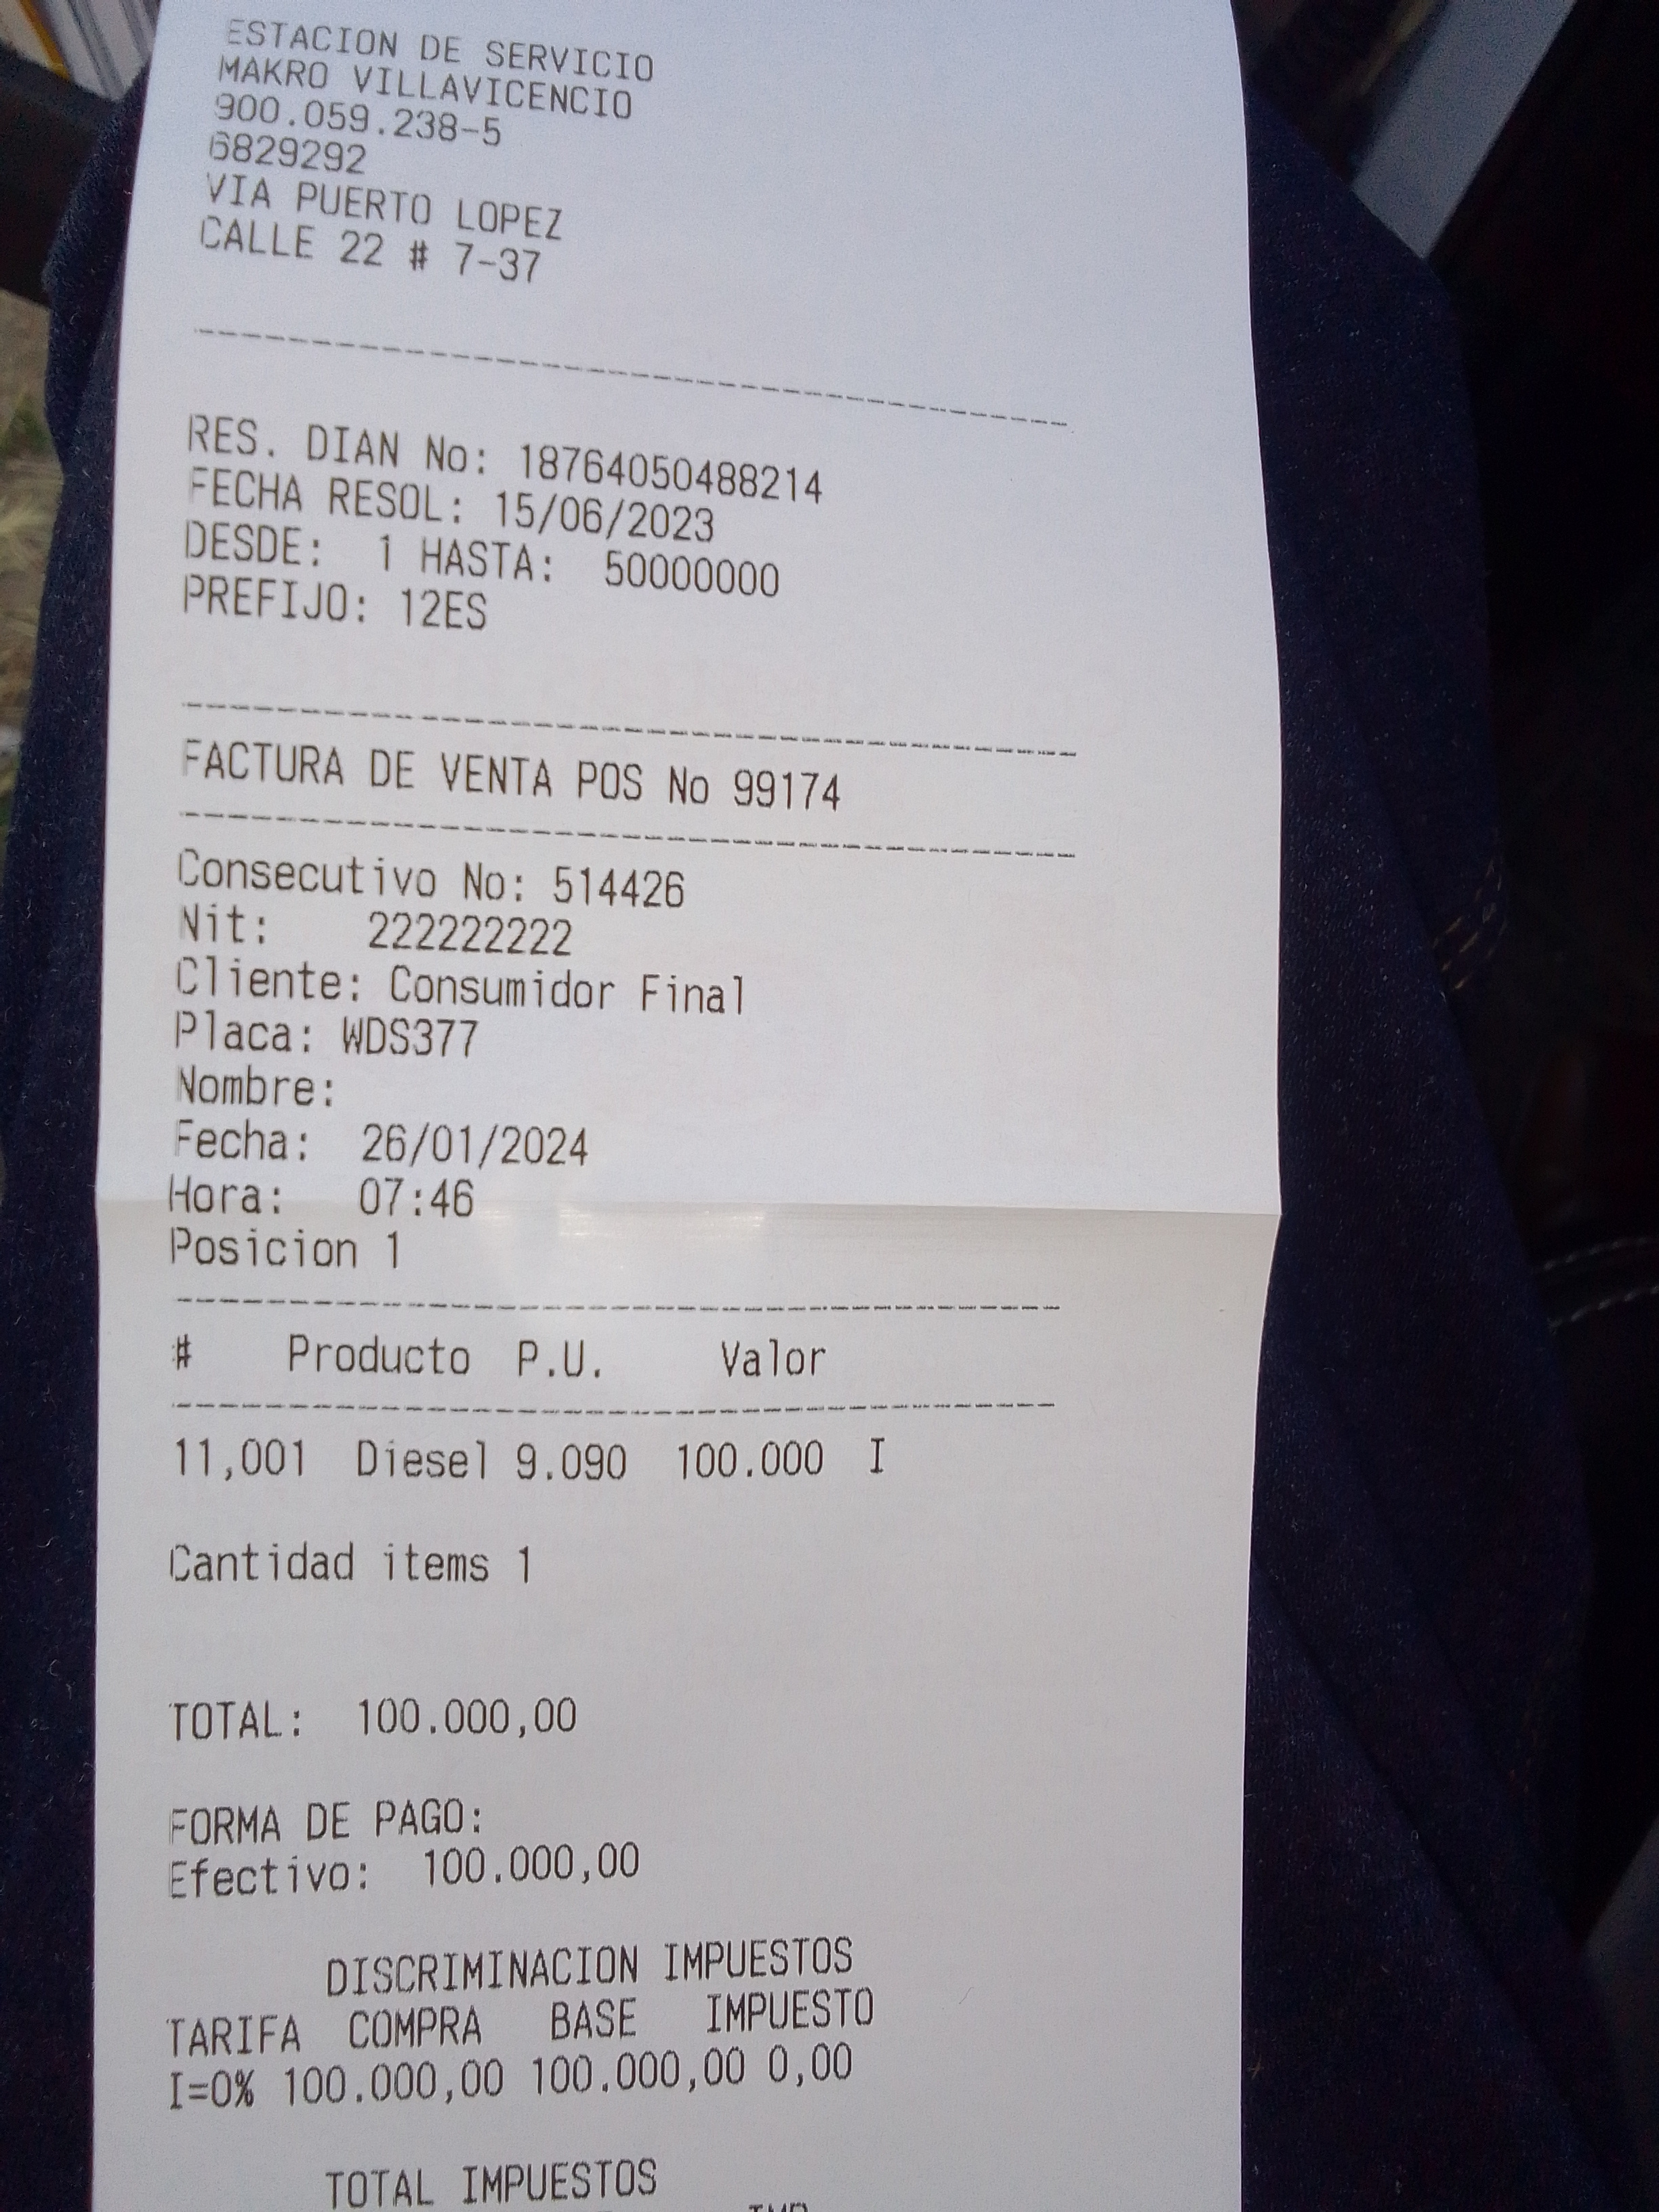 ESTACION DE SERVICIO
MAKRO VILLAVICENCIO
900.059.238-5
6829292
VIA PUERTO LOPEZ
CALLE 22 # 7-37
RES. DIAN No: 18764050488214
FECHA RESOL: 15/06/2023
DESDE: 1 HASTA: 50000000
PREFIJO: 12ES
FACTURA DE VENTA POS No 99174
Consecutivo No: 514426
Nit: 222222222
Cliente: Consumidor Final
Placa: WDS377
Nombre:
Fecha: 26/01/2024
Hora: 07:46
Posicion 1
# Producto P.U. Valor
11,001 Diesel 9.090 100.000 I
Cantidad items 1
TOTAL: 100.000,00
FORMA DE PAGO:
Efectivo: 100.000,00
DISCRIMINACION IMPUESTOS
TARIFA COMPRA BASE IMPUESTO
I=0% 100.000,00 100.000,00 0,00
TOTAL IMPUESTOS